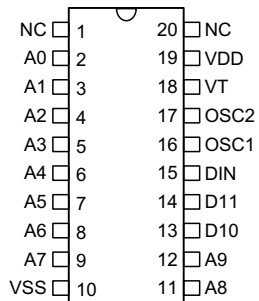 NC 1 20 NC
A0 2 19 VDD
A1 3 18 VT
A2 4 17 OSC2
A3 5 16 OSC1
A4 6 15 DIN
A5 7 14 D11
A6 8 13 D10
A7 9 12 A9
VSS 10 11 A8